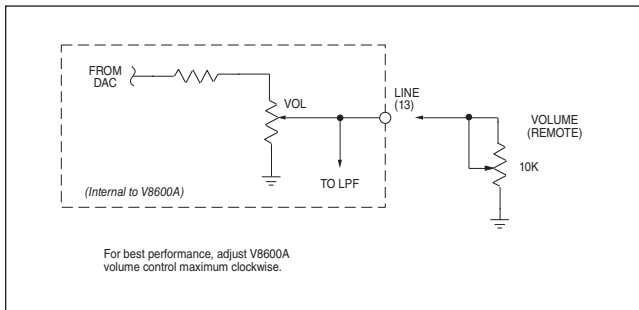 FROM
DAC
VOL
LINE
(13)
VOLUME
(REMOTE)
10K
TO LPF
(Internal to V8600A)
For best performance, adjust V8600A
volume control maximum clockwise.